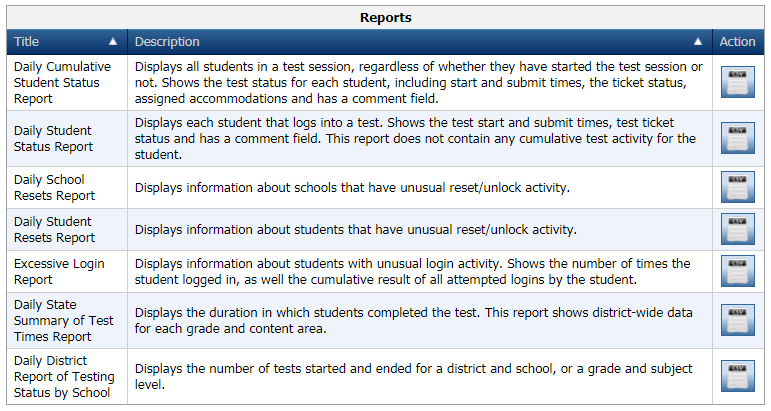 Reports
Title ▲ Description ▲ Action
Daily Cumulative
Student Status
Report
Displays all students in a test session, regardless of whether they have started the test session or
not. Shows the test status for each student, including start and submit times, the ticket status,
assigned accommodations and has a comment field.
CSV
Daily Student
Status Report
Displays each student that logs into a test. Shows the test start and submit times, test ticket
status and has a comment field. This report does not contain any cumulative test activity for the
student.
CSV
Daily School
Resets Report
Displays information about schools that have unusual reset/unlock activity.
CSV
Daily Student
Resets Report
Displays information about students that have unusual reset/unlock activity.
CSV
Excessive Login
Report
Displays information about students with unusual login activity. Shows the number of times the
student logged in, as well the cumulative result of all attempted logins by the student.
CSV
Daily State
Summary of Test
Times Report
Displays the duration in which students completed the test. This report shows district-wide data
for each grade and content area.
CSV
Daily District
Report of Testing
Status by School
Displays the number of tests started and ended for a district and school, or a grade and subject
level.
CSV